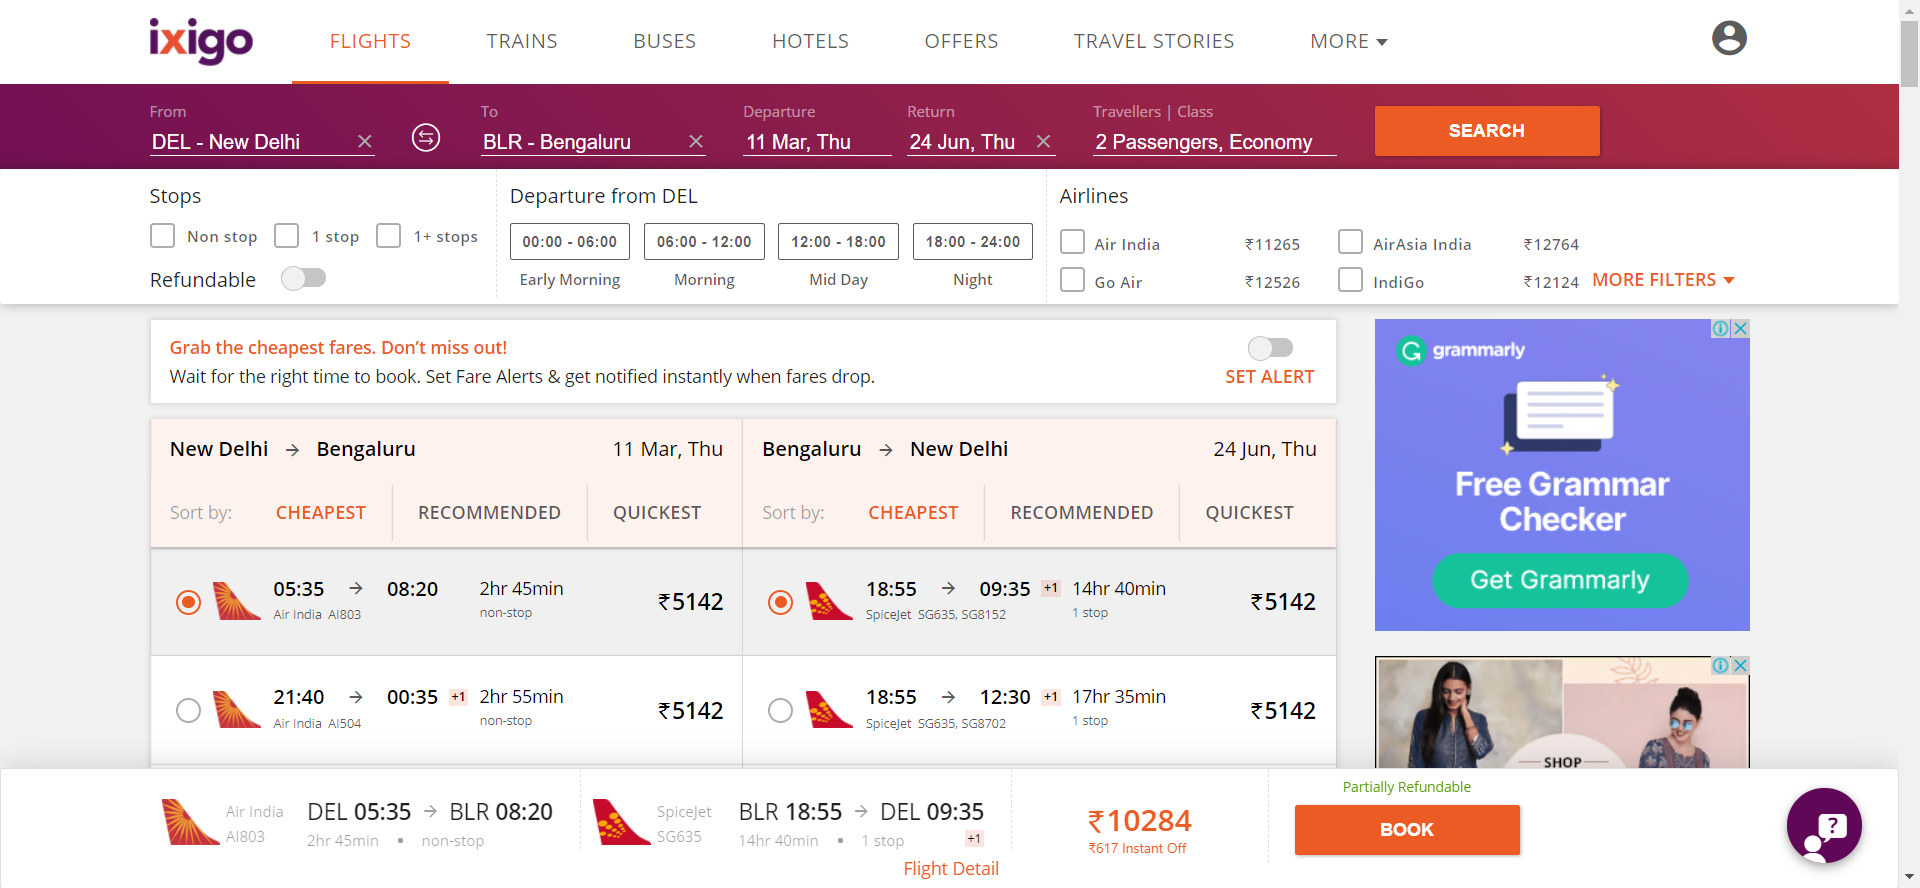 ixigo
FLIGHTS TRAINS BUSES HOTELS OFFERS TRAVEL STORIES MORE
From To Departure Return Travellers | Class
DEL - New Delhi BLR - Bengaluru 11 Mar, Thu 24 Jun, Thu 2 Passengers, Economy SEARCH
Stops
Non stop 1 stop 1+ stops
Refundable
Departure from DEL
00:00 - 06:00 06:00 - 12:00 12:00 - 18:00 18:00 - 24:00
Early Morning Morning Mid Day Night
Airlines
Air India ₹11265 AirAsia India ₹12764
Go Air ₹12526 IndiGo ₹12124 MORE FILTERS
Grab the cheapest fares. Don’t miss out!
Wait for the right time to book. Set Fare Alerts & get notified instantly when fares drop.
SET ALERT
New Delhi → Bengaluru 11 Mar, Thu
Sort by: CHEAPEST RECOMMENDED QUICKEST
05:35 → 08:20 2hr 45min ₹5142
Air India AI803 non-stop
21:40 → 00:35 +1 2hr 55min ₹5142
Air India AI504 non-stop
Bengaluru → New Delhi 24 Jun, Thu
Sort by: CHEAPEST RECOMMENDED QUICKEST
18:55 → 09:35 +1 14hr 40min ₹5142
SpiceJet SG635, SG8152 1 stop
18:55 → 12:30 +1 17hr 35min ₹5142
SpiceJet SG635, SG8702 1 stop
grammarly
Free Grammar
Checker
Get Grammarly
SHOP
Air India DEL 05:35 → BLR 08:20
AI803 2hr 45min • non-stop
SpiceJet BLR 18:55 → DEL 09:35
SG635 14hr 40min • 1 stop +1
Flight Detail
₹10284
₹617 Instant Off
Partially Refundable
BOOK